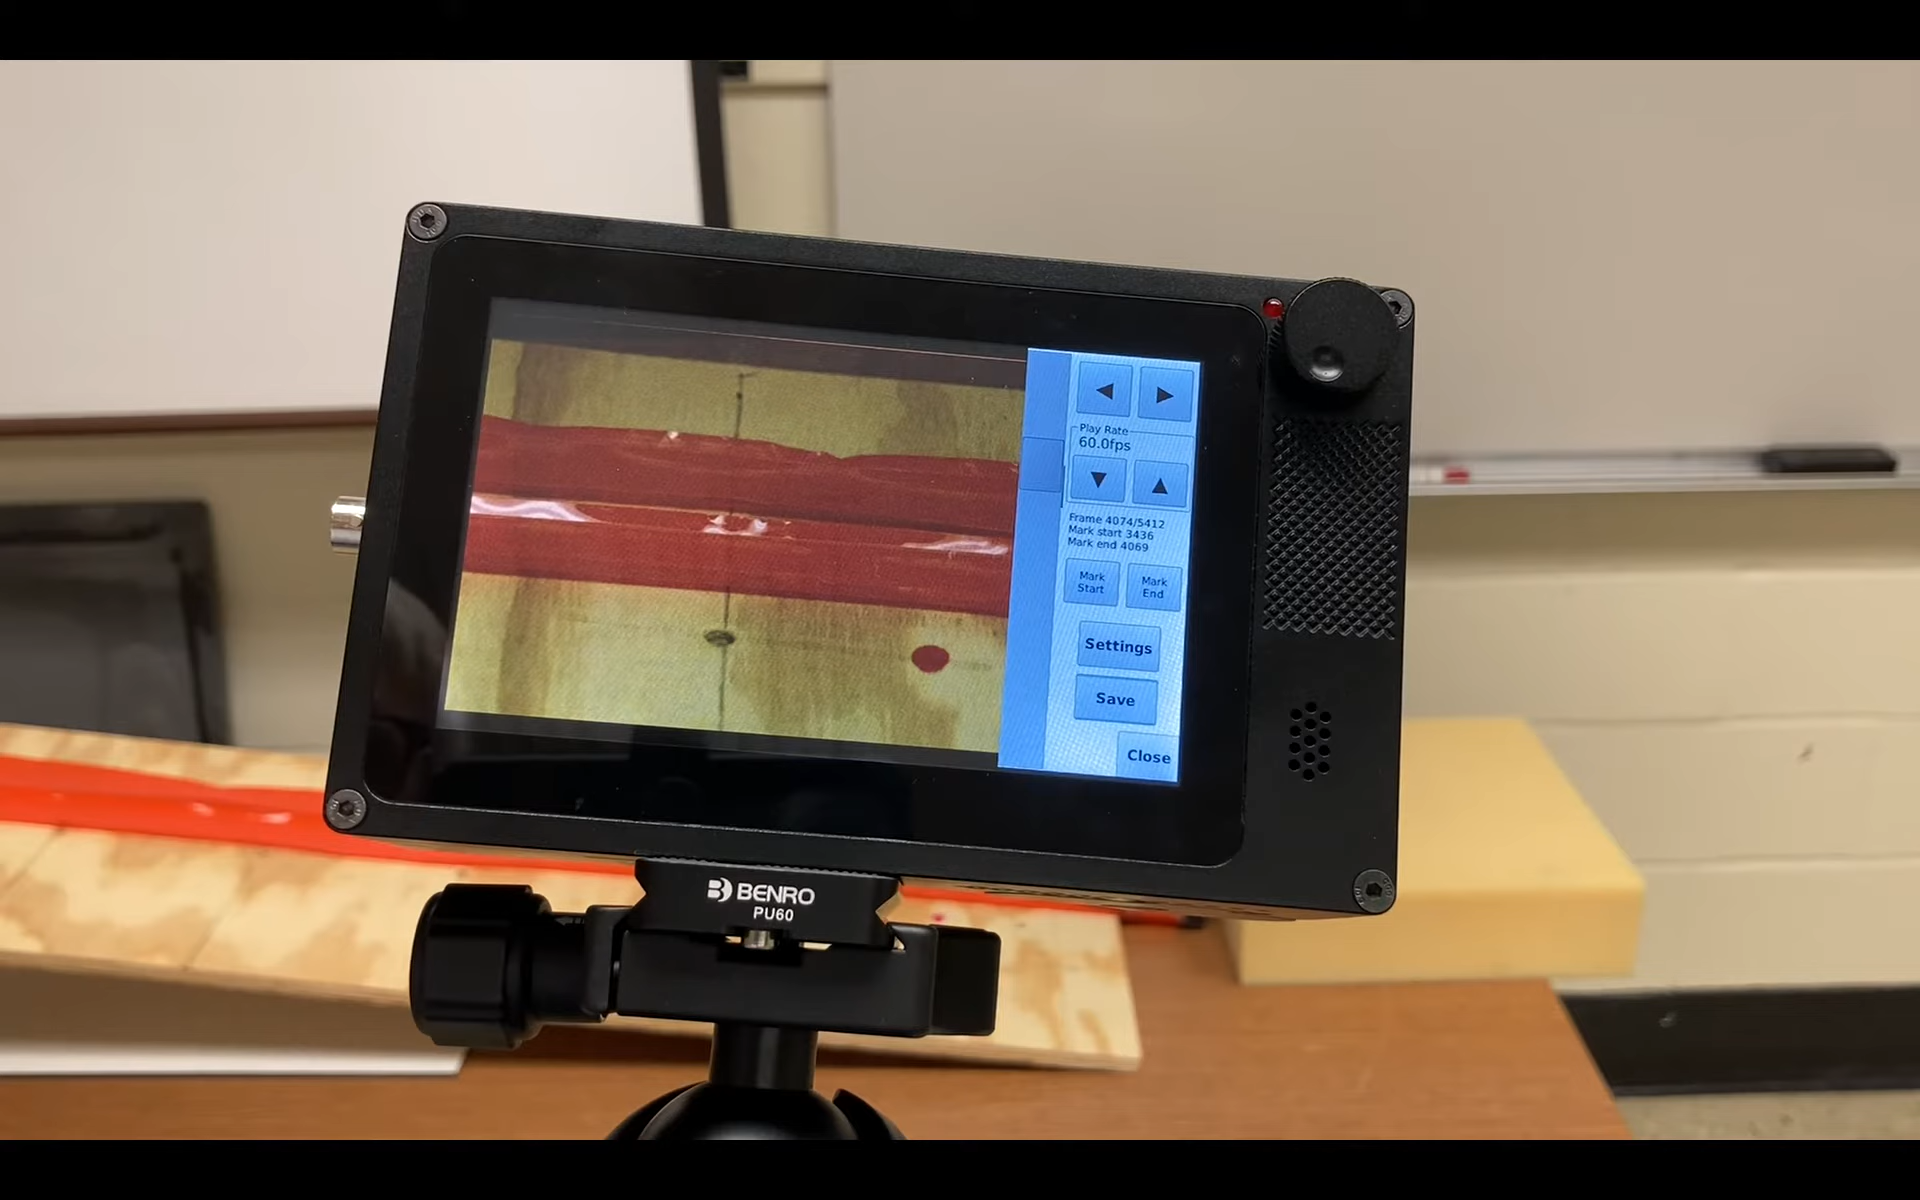 Play Rate
60.0fps
Frame 4074/5412
Mark start 3436
Mark end 4069
Mark Start
Mark End
Settings
Save
Close
BENRO
PU60